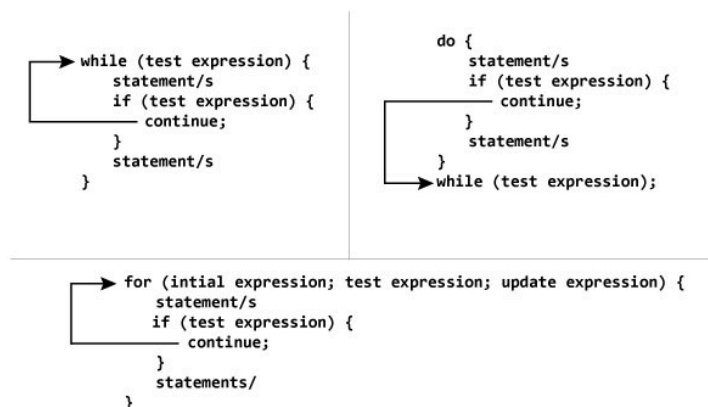 while (test expression) {
statement/s
if (test expression) {
continue;
}
statement/s
}
do {
statement/s
if (test expression) {
continue;
}
statement/s
}
while (test expression);
for (intial expression; test expression; update expression) {
statement/s
if (test expression) {
continue;
}
statements/
}